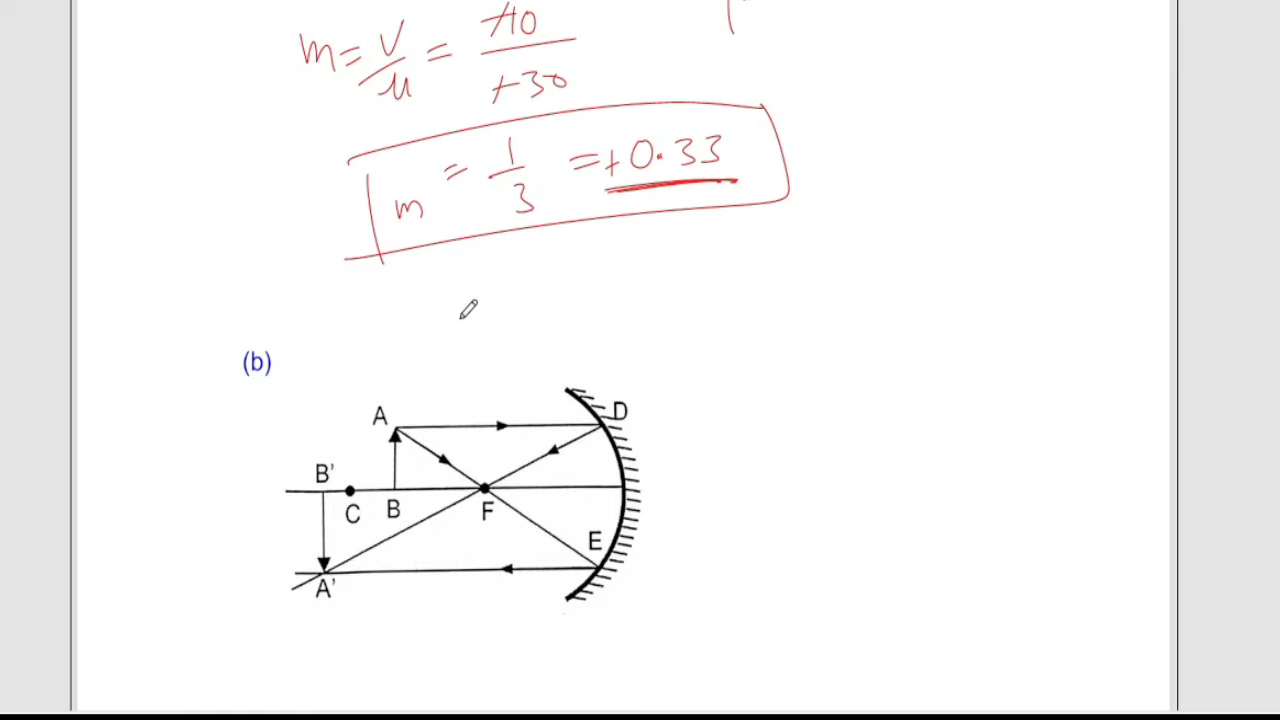 m = v/u = +10/+30
m = 1/3 = +0.33
(b)
A
D
B'
C
B
F
E
A'